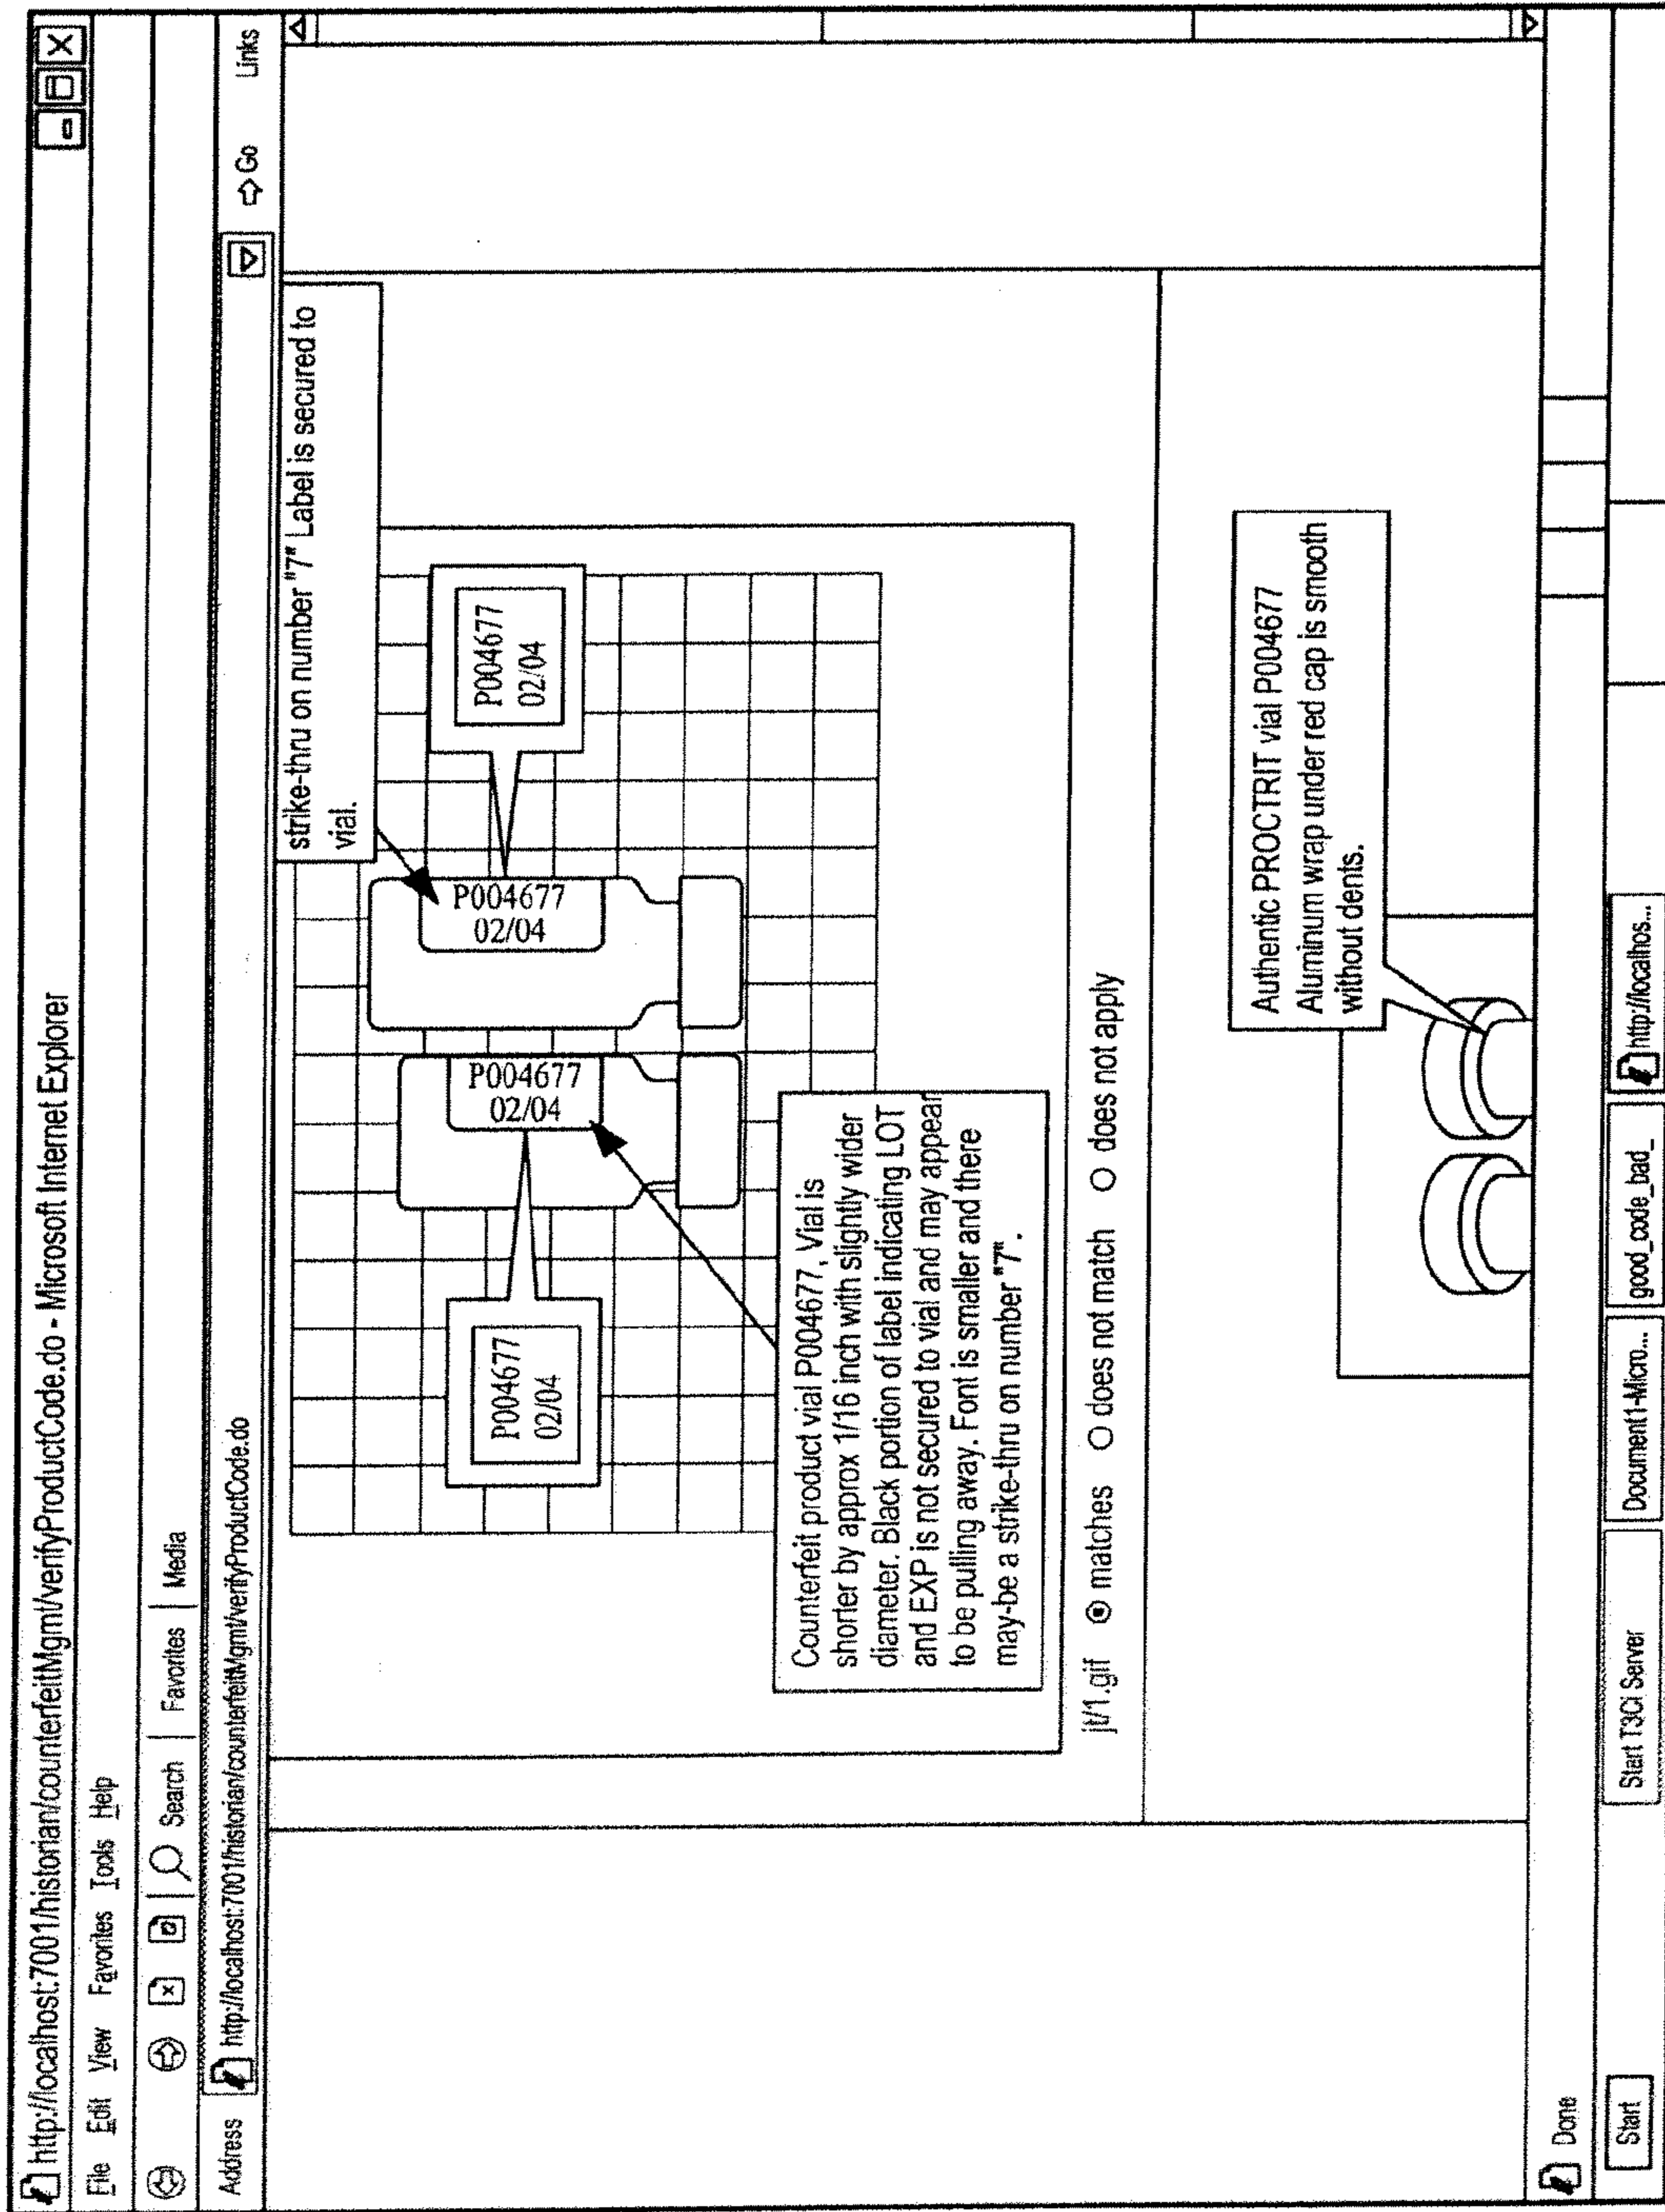 http://localhost:7001/historian/counterfeitMgmt/verifyProductCode.do - Microsoft Internet Explorer
File Edit View Favorites Tools Help
Search Favorites Media
Address http://localhost:7001/historian/counterfeitMgmt/verifyProductCode.do Go Links
strike-thru on number "7" Label is secured to
vial.
P004677
02/04
P004677
02/04
P004677
02/04
P004677
02/04
Counterfeit product vial P004677, Vial is
shorter by approx 1/16 inch with slightly wider
diameter. Black portion of label indicating LOT
and EXP is not secured to vial and may appear
to be pulling away. Font is smaller and there
may-be a strike-thru on number "7".
jt/1.gif matches does not match does not apply
Authentic PROCTRIT vial P004677
Aluminum wrap under red cap is smooth
without dents.
Done
Start Start T3Ci Server Document1-Micro... good_code_bad_ http://localhos...